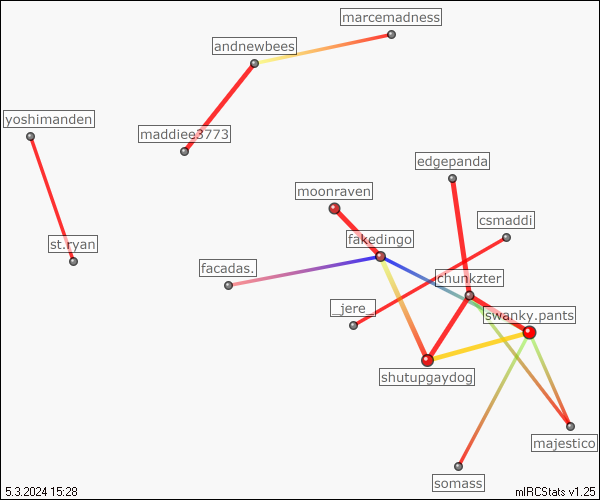 marcemadness
andnewbees
yoshimanden
maddiee3773
edgepanda
moonraven
csmaddi
fakedingo
st.ryan
facadas.
chunkzter
_jere_
swanky.pants
shutupgaydog
majestico
somass
5.3.2024 15:28
mIRCStats v1.25